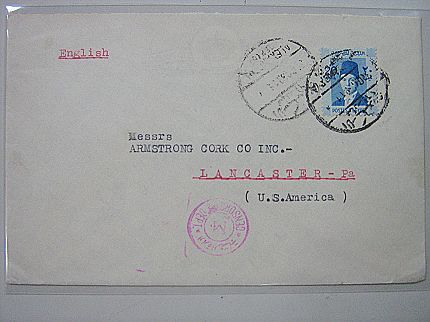 English
Messrs
ARMSTRONG CORK CO INC.-
LANCASTER - Pa
( U.S.America )